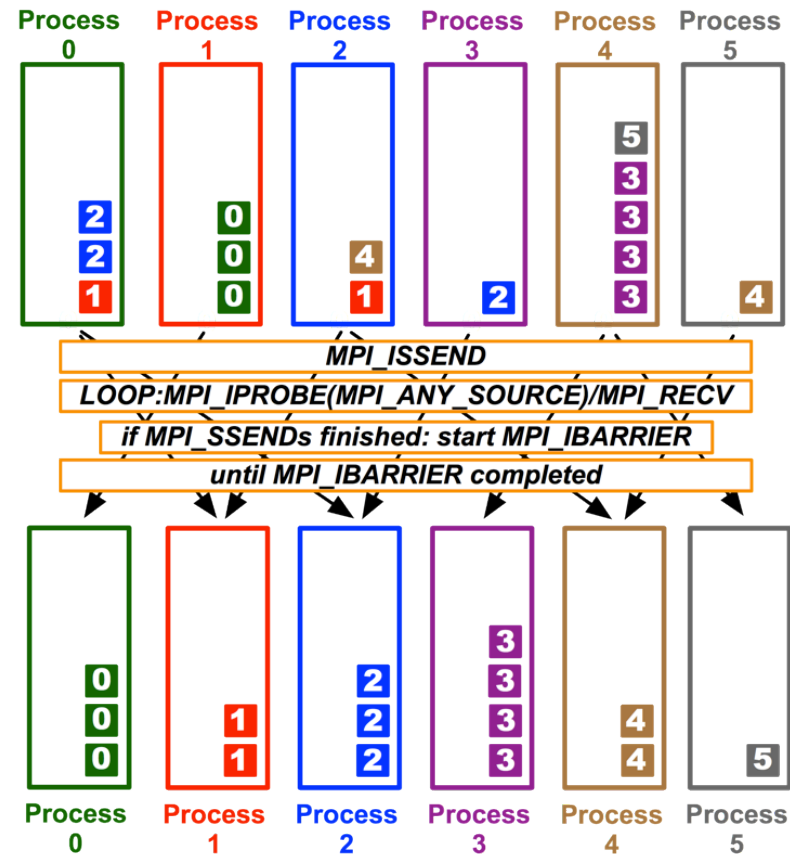 Process Process Process Process Process Process
0 1 2 3 4 5
5
3
2 0 3
2 0 4 3
1 0 1 2 3 4
MPI_ISSEND
LOOP:MPI_IPROBE(MPI_ANY_SOURCE)/MPI_RECV
if MPI_SSENDs finished: start MPI_IBARRIER
until MPI_IBARRIER completed
3
0 2 3
0 1 2 3 4
0 1 2 3 4 5
Process Process Process Process Process Process
0 1 2 3 4 5